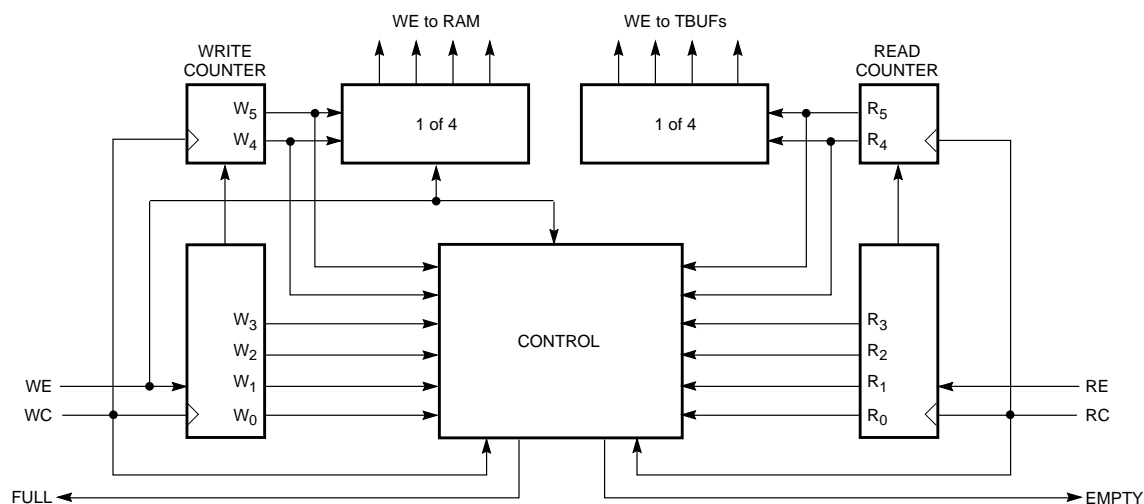 WE to RAM
WE to TBUFs
WRITE
COUNTER
READ
COUNTER
W5
W4
1 of 4
1 of 4
R5
R4
W3
W2
W1
W0
CONTROL
R3
R2
R1
R0
WE
WC
RE
RC
FULL
EMPTY